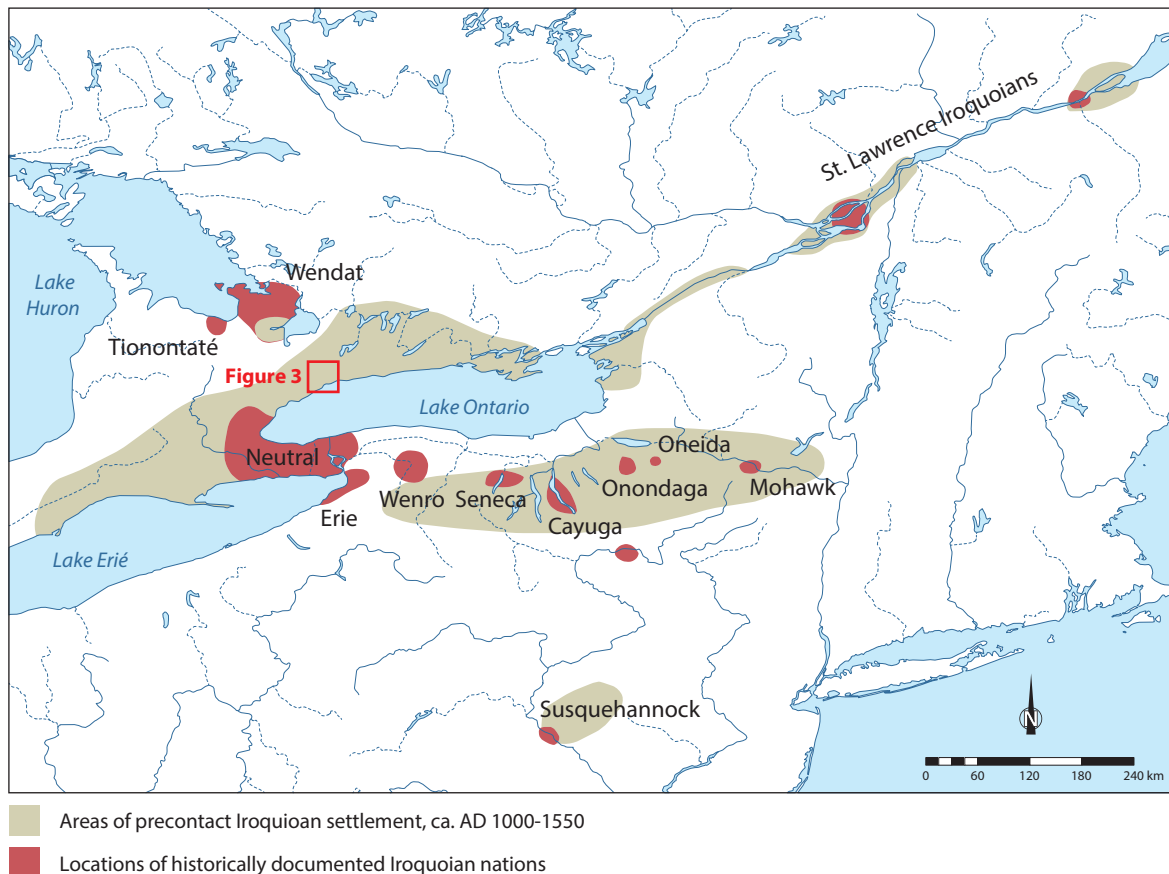 St. Lawrence Iroquoians
Wendat
Lake
Huron
Tionontaté
Figure 3
Lake Ontario
Neutral
Oneida
Wenro
Seneca
Onondaga
Mohawk
Erie
Cayuga
Lake Erié
Susquehannock
N
0 60 120 180 240 km
Areas of precontact Iroquoian settlement, ca. AD 1000-1550
Locations of historically documented Iroquoian nations